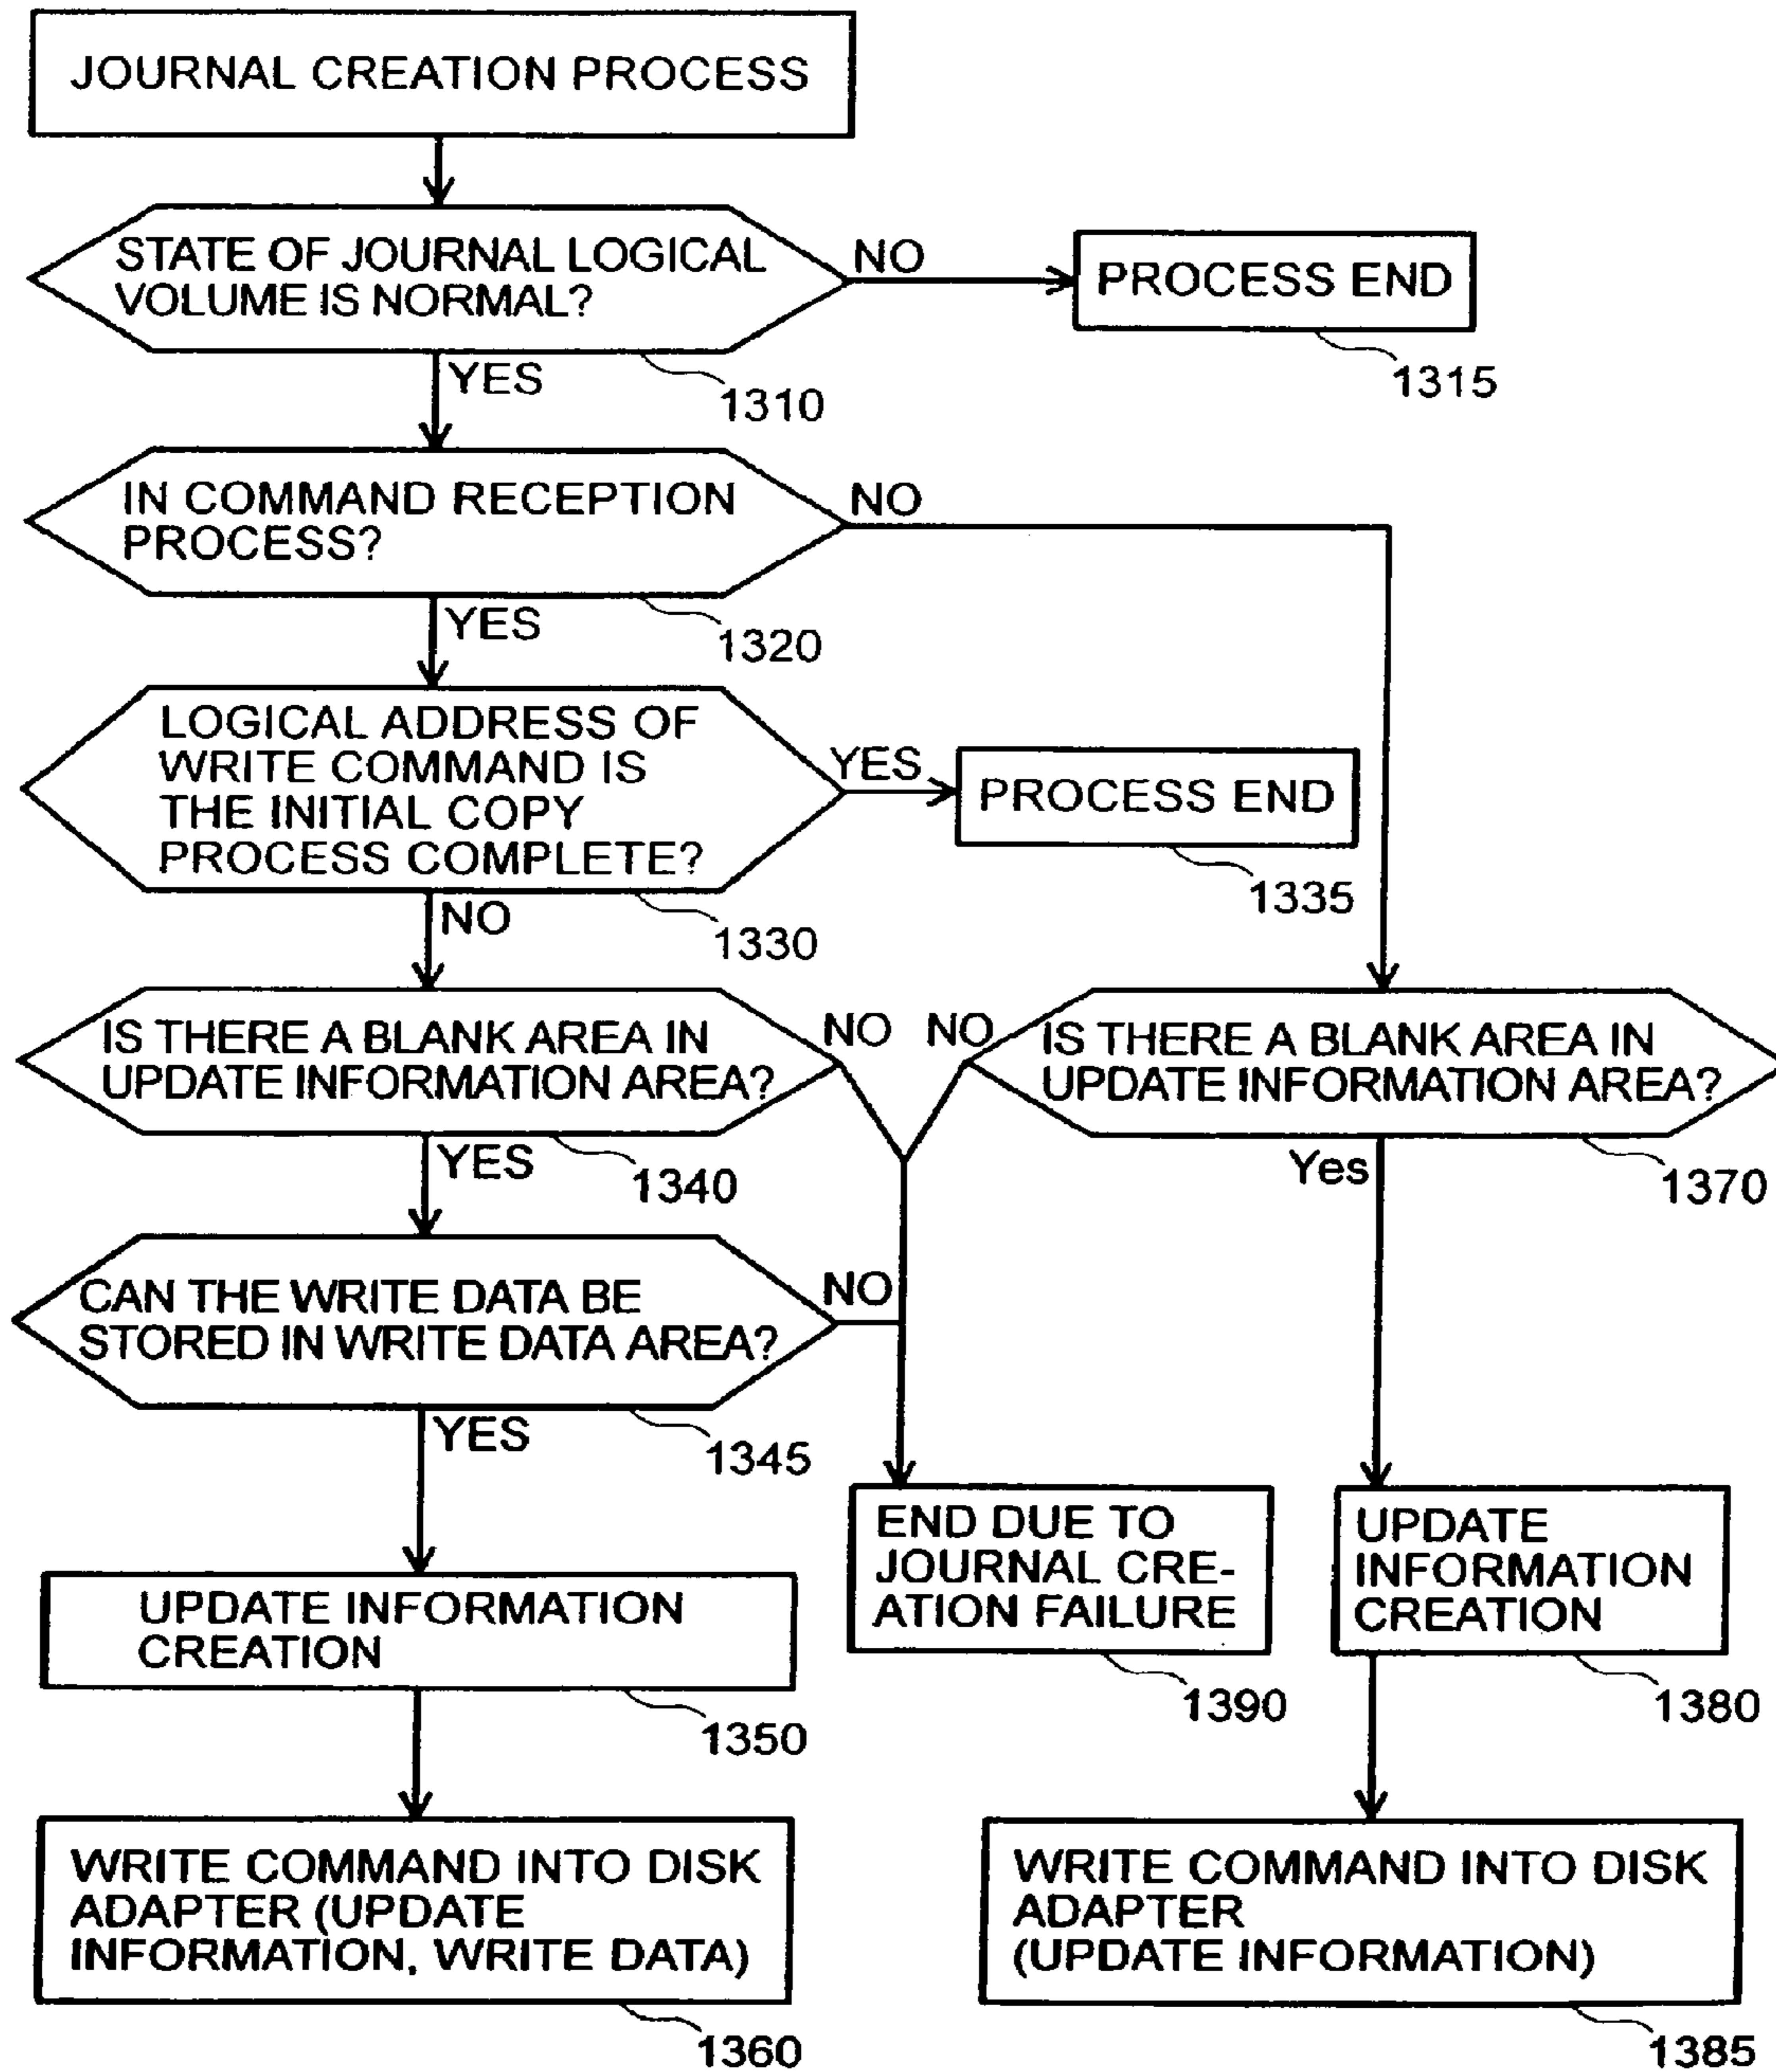 JOURNAL CREATION PROCESS
STATE OF JOURNAL LOGICAL
VOLUME IS NORMAL?
NO
PROCESS END
1315
YES
1310
IN COMMAND RECEPTION
PROCESS?
NO
YES
1320
LOGICAL ADDRESS OF
WRITE COMMAND IS
THE INITIAL COPY
PROCESS COMPLETE?
YES
PROCESS END
1335
NO
1330
IS THERE A BLANK AREA IN
UPDATE INFORMATION AREA?
NO
NO
IS THERE A BLANK AREA IN
UPDATE INFORMATION AREA?
YES
1340
Yes
1370
CAN THE WRITE DATA BE
STORED IN WRITE DATA AREA?
NO
YES
1345
END DUE TO
JOURNAL CRE-
ATION FAILURE
1390
UPDATE
INFORMATION
CREATION
1380
UPDATE INFORMATION
CREATION
1350
WRITE COMMAND INTO DISK
ADAPTER (UPDATE
INFORMATION, WRITE DATA)
1360
WRITE COMMAND INTO DISK
ADAPTER
(UPDATE INFORMATION)
1385